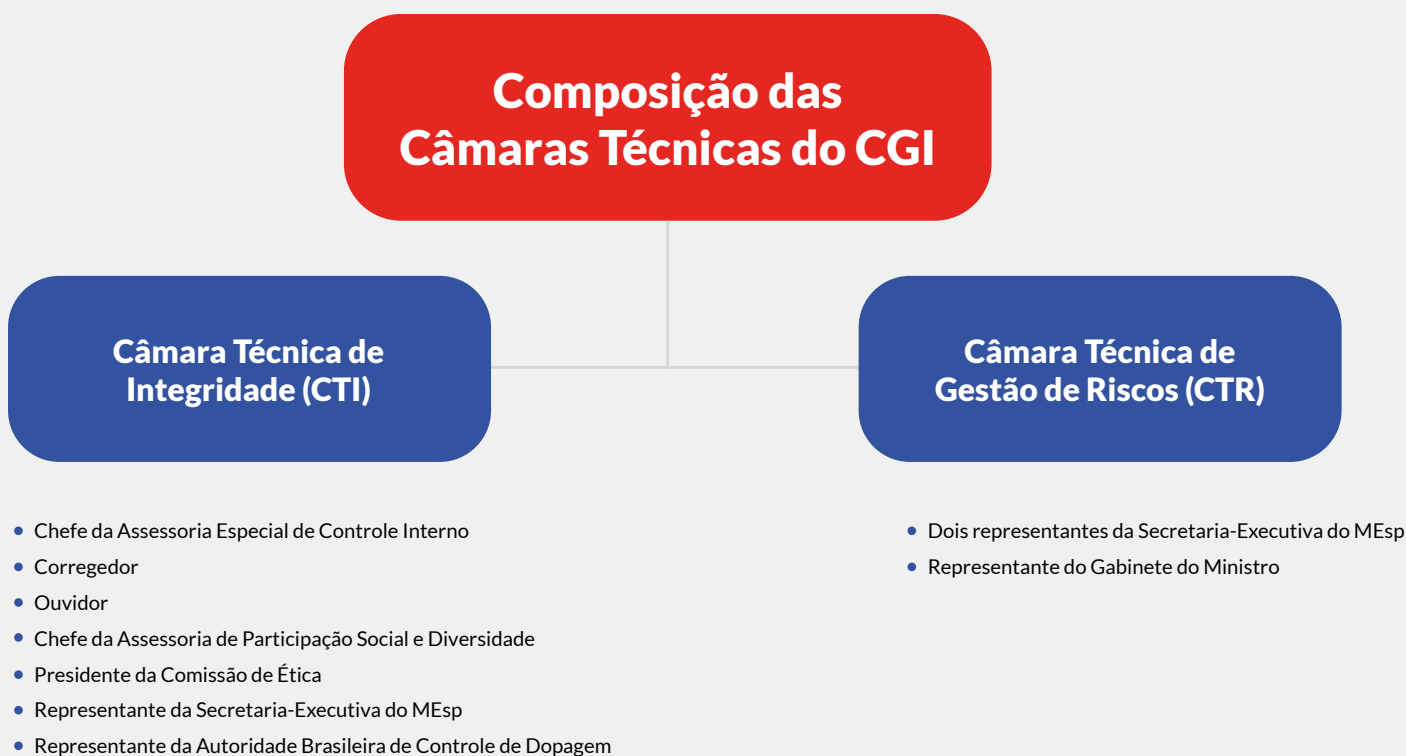 Composição das
Câmaras Técnicas do CGI
Câmara Técnica de
Integridade (CTI)
Câmara Técnica de
Gestão de Riscos (CTR)
Chefe da Assessoria Especial de Controle Interno
Corregedor
Ouvidor
Chefe da Assessoria de Participação Social e Diversidade
Presidente da Comissão de Ética
Representante da Secretaria-Executiva do MEsp
Representante da Autoridade Brasileira de Controle de Dopagem
Dois representantes da Secretaria-Executiva do MEsp
Representante do Gabinete do Ministro